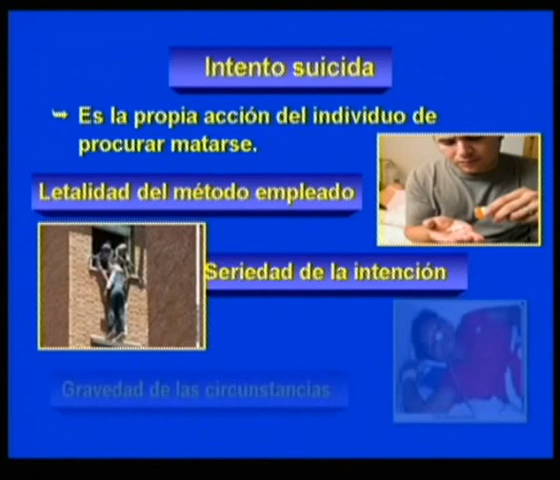 Intento suicida
Es la propia acción del individuo de
procurar matarse.
Letalidad del método empleado
Seriedad de la intención
Gravedad de las circunstancias